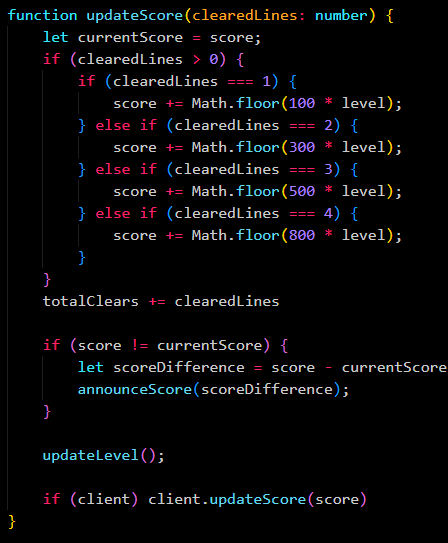 function updateScore(clearedLines: number) {
    let currentScore = score;
    if (clearedLines > 0) {
        if (clearedLines === 1) {
            score += Math.floor(100 * level);
        } else if (clearedLines === 2) {
            score += Math.floor(300 * level);
        } else if (clearedLines === 3) {
            score += Math.floor(500 * level);
        } else if (clearedLines === 4) {
            score += Math.floor(800 * level);
        }
    }
    totalClears += clearedLines

    if (score != currentScore) {
        let scoreDifference = score - currentScore
        announceScore(scoreDifference);
    }

    updateLevel();

    if (client) client.updateScore(score)
}